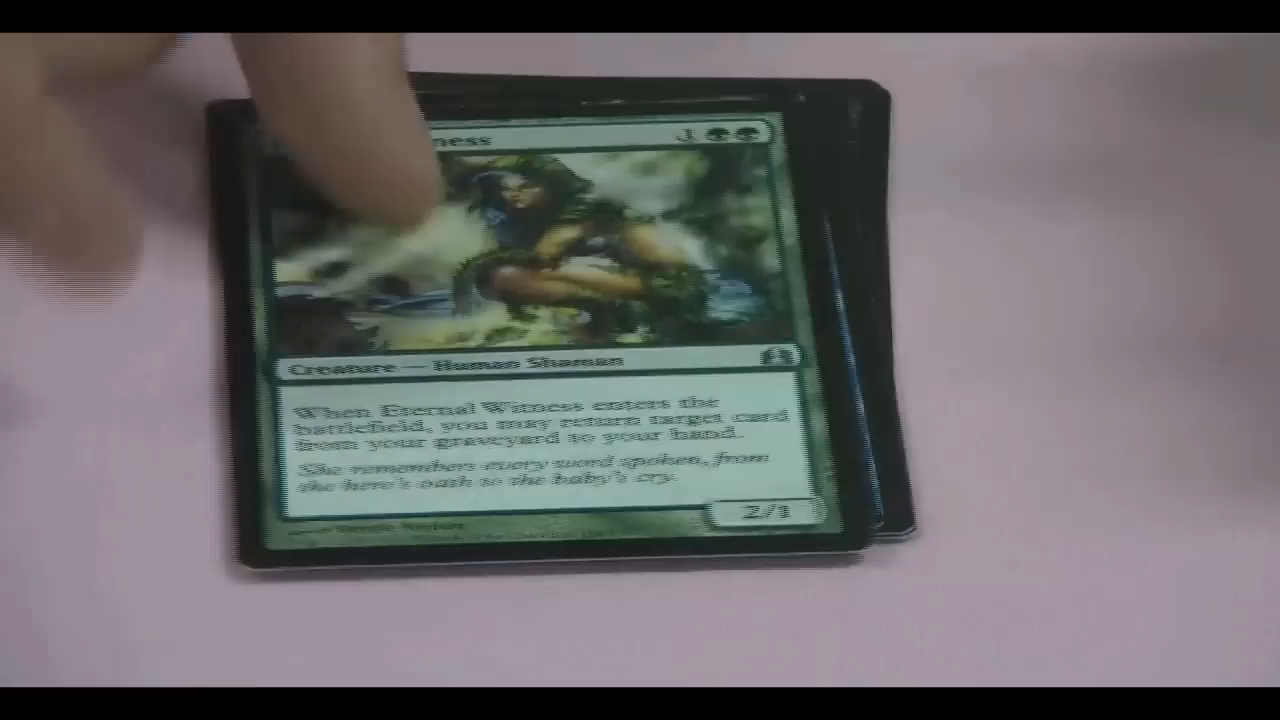 ness 1
Creature — Human Shaman
When Eternal Witness enters the
battlefield, you may return target card
from your graveyard to your hand.
She remembers every word spoken, from
the hero's oath to the baby's cry.
2/1